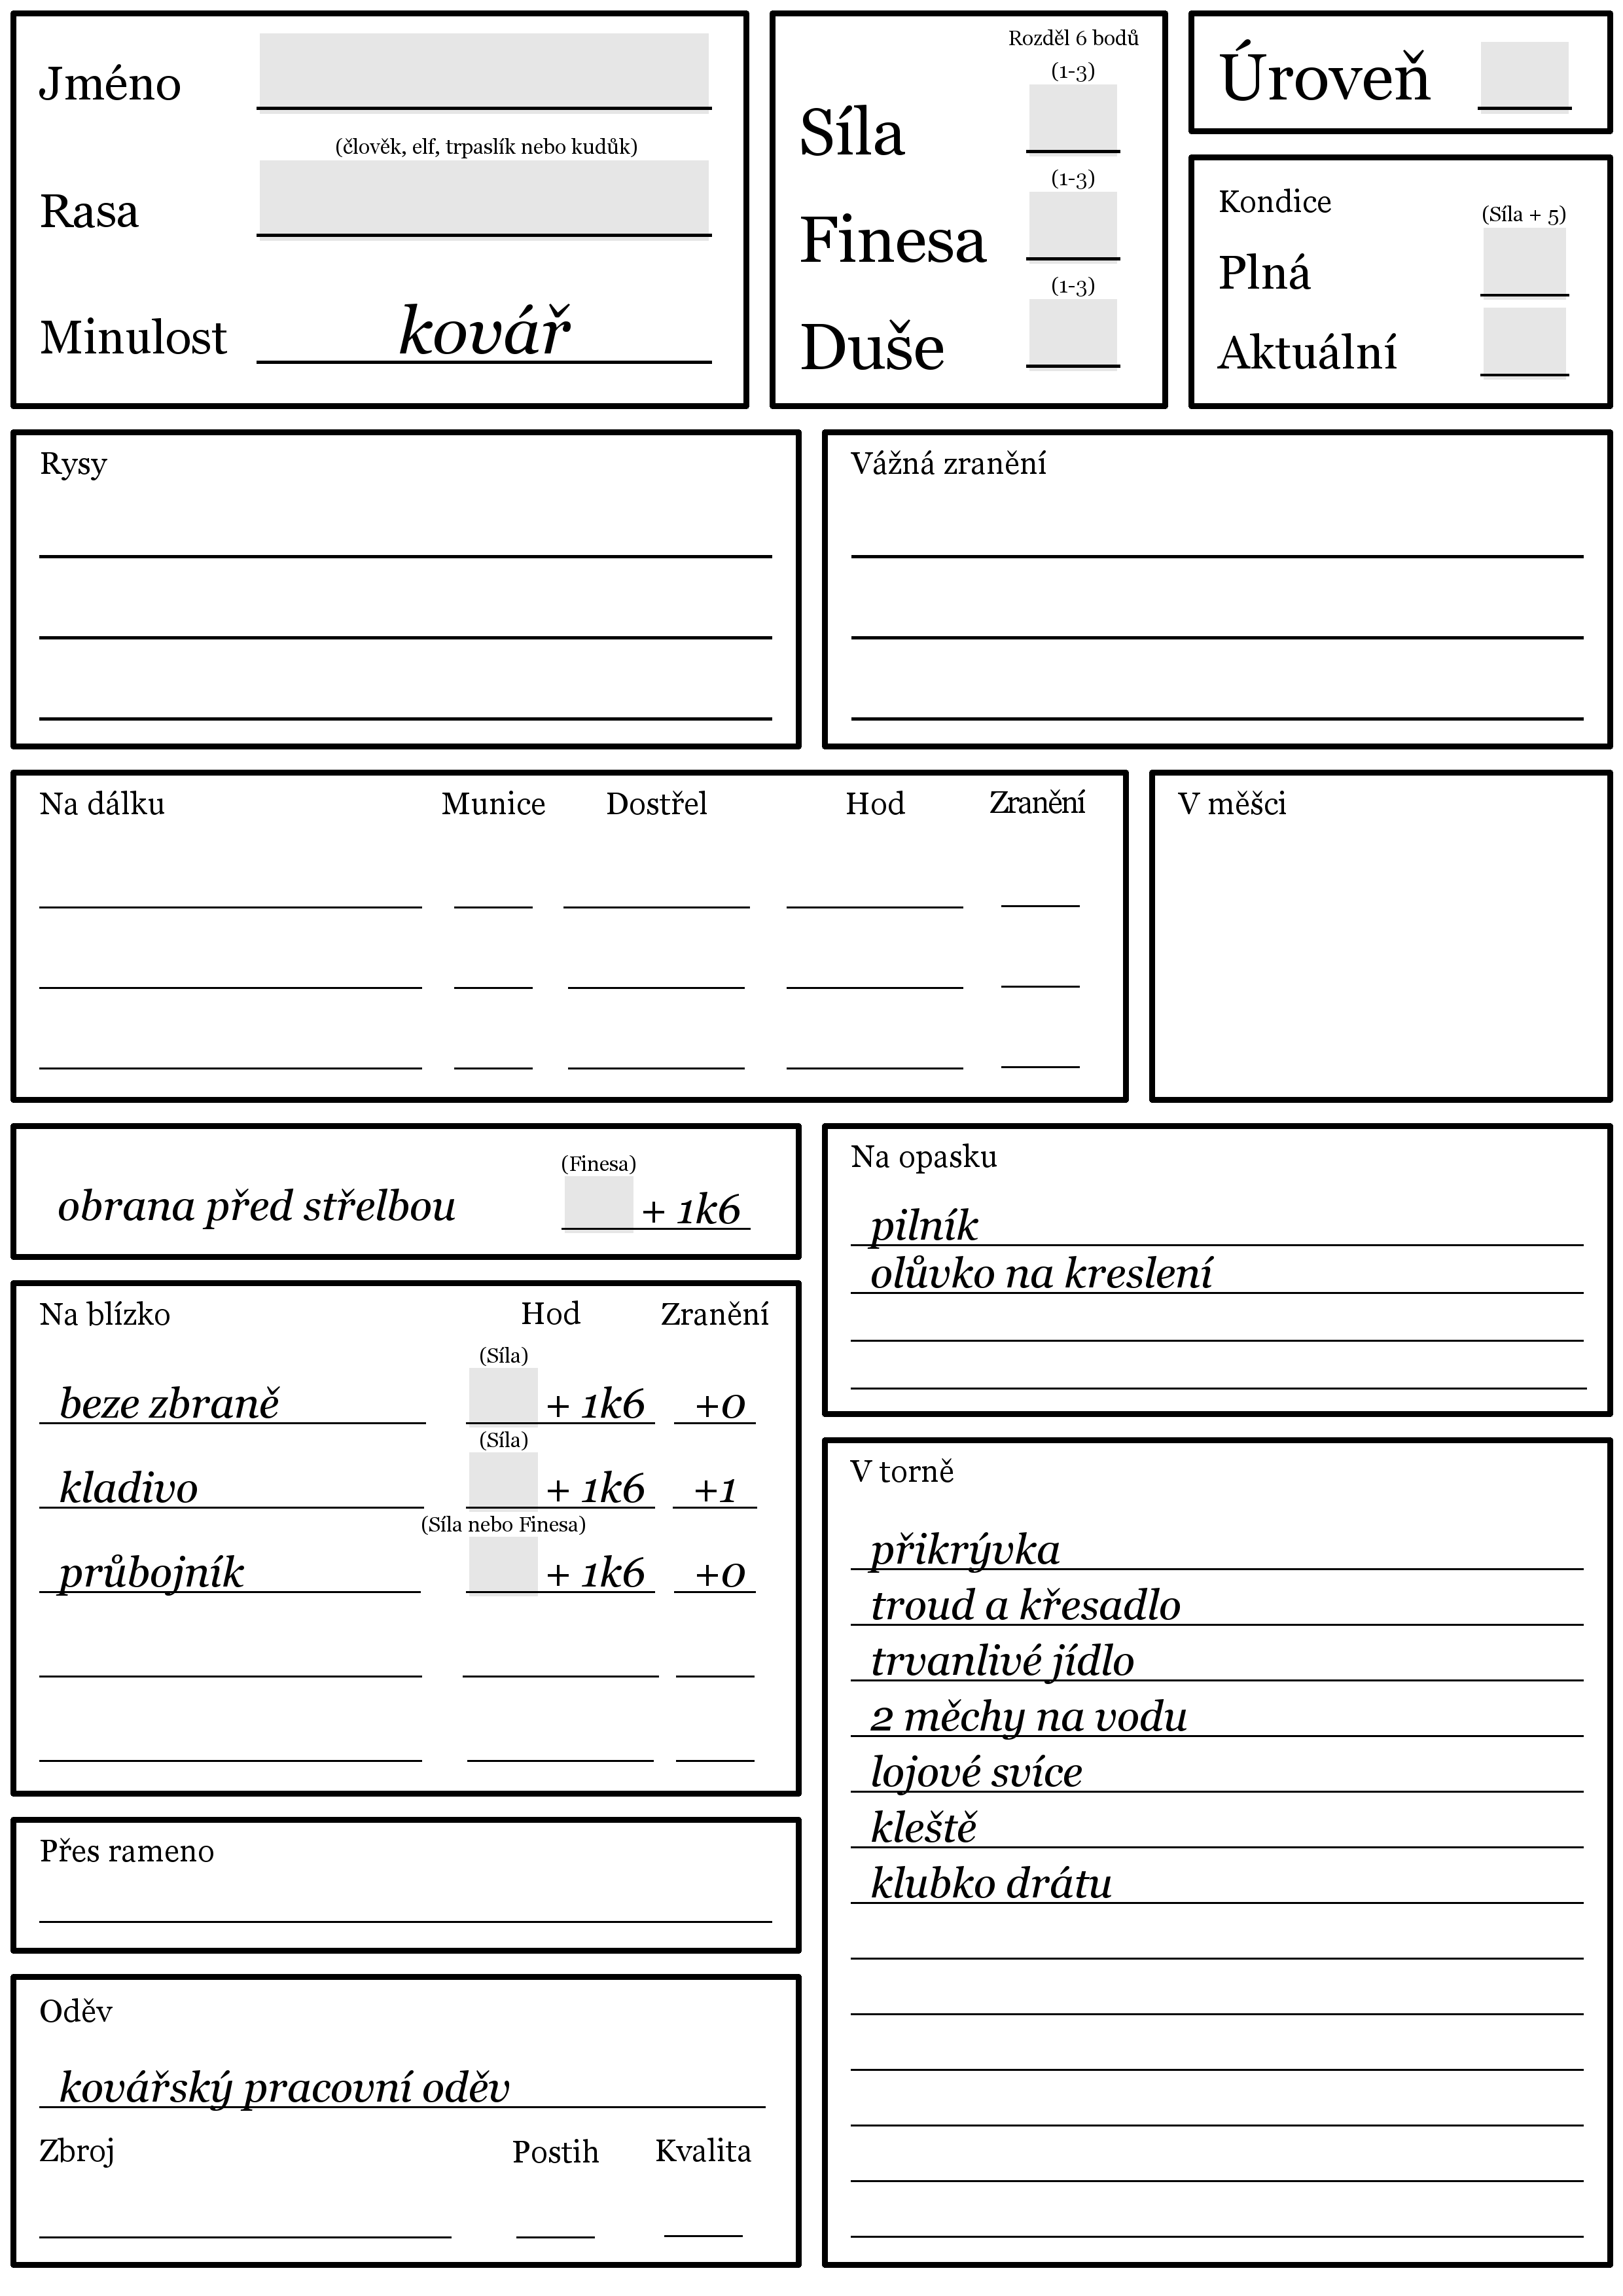 Jméno
(člověk, elf, trpaslík nebo kudůk)
Rasa
Minulost kovář
Rozděl 6 bodů
(1-3)
Síla
(1-3)
Finesa
(1-3)
Duše
Úroveň
Kondice
(Síla + 5)
Plná
Aktuální
Rysy
Vážná zranění
Na dálku Munice Dostřel Hod Zranění
V měšci
(Finesa)
obrana před střelbou + 1k6
Na blízko Hod Zranění
(Síla)
beze zbraně + 1k6 +0
(Síla)
kladivo + 1k6 +1
(Síla nebo Finesa)
průbojník + 1k6 +0
Přes rameno
Oděv
kovářský pracovní oděv
Zbroj Postih Kvalita
Na opasku
pilník
olůvko na kreslení
V torně
přikrývka
troud a křesadlo
trvanlivé jídlo
2 měchy na vodu
lojové svíce
kleště
klubko drátu